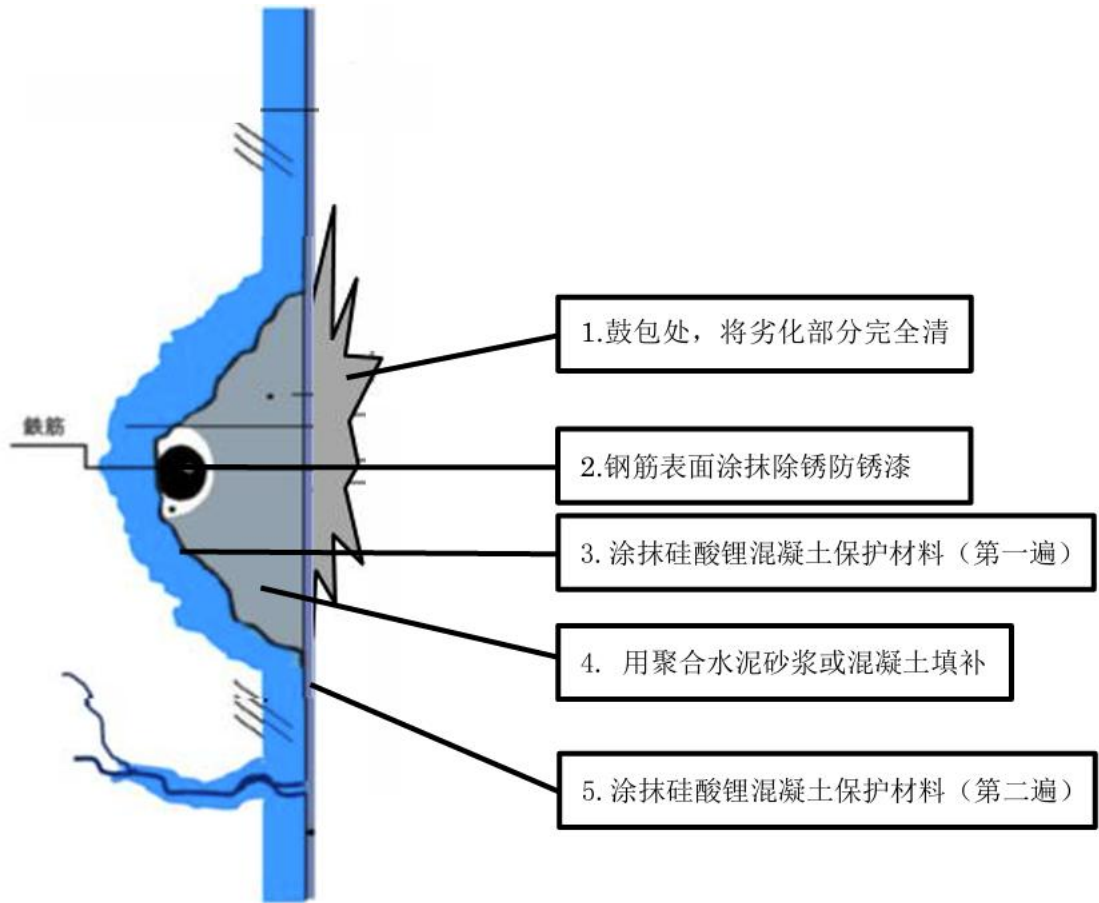 1.鼓包处，将劣化部分完全清
鉄筋
2.钢筋表面涂抹除锈防锈漆
3.涂抹硅酸锂混凝土保护材料（第一遍）
4. 用聚合水泥砂浆或混凝土填补
5.涂抹硅酸锂混凝土保护材料（第二遍）